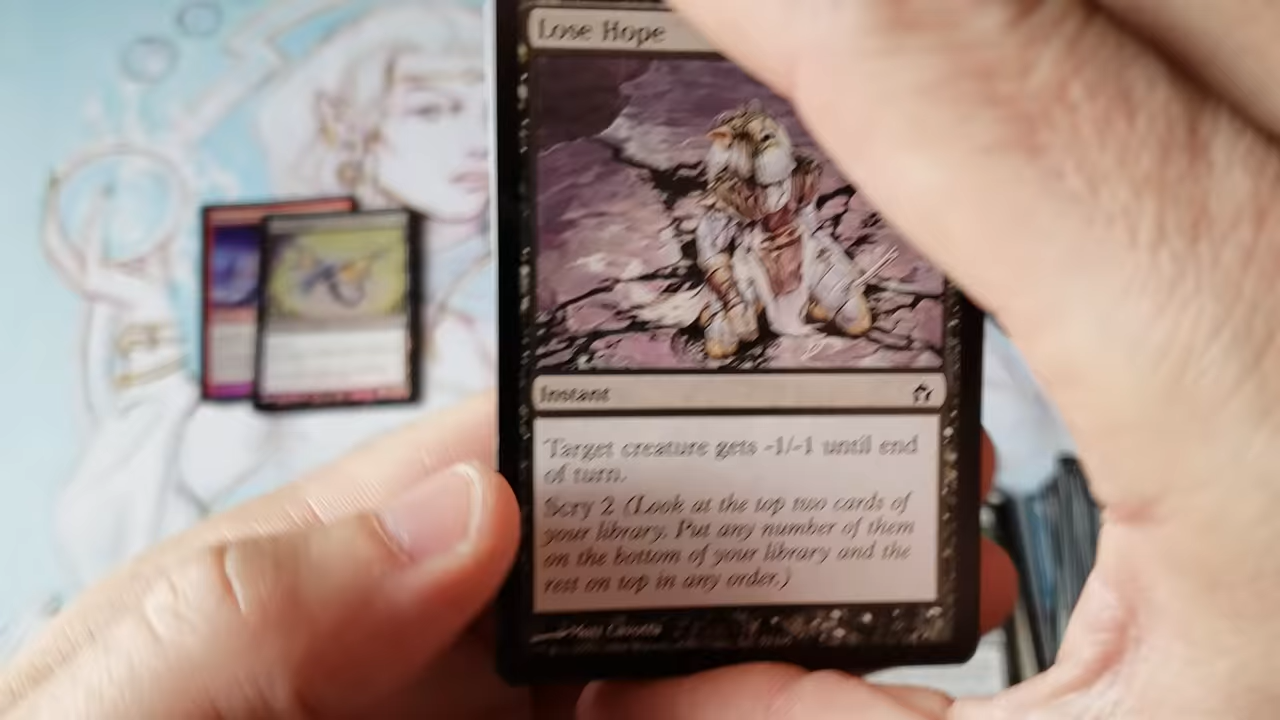 Lose Hope
Instant
Target creature gets -1/-1 until end
of turn.
Scry 2 (Look at the top two cards of
your library. Put any number of them
on the bottom of your library and the
rest on top in any order.)